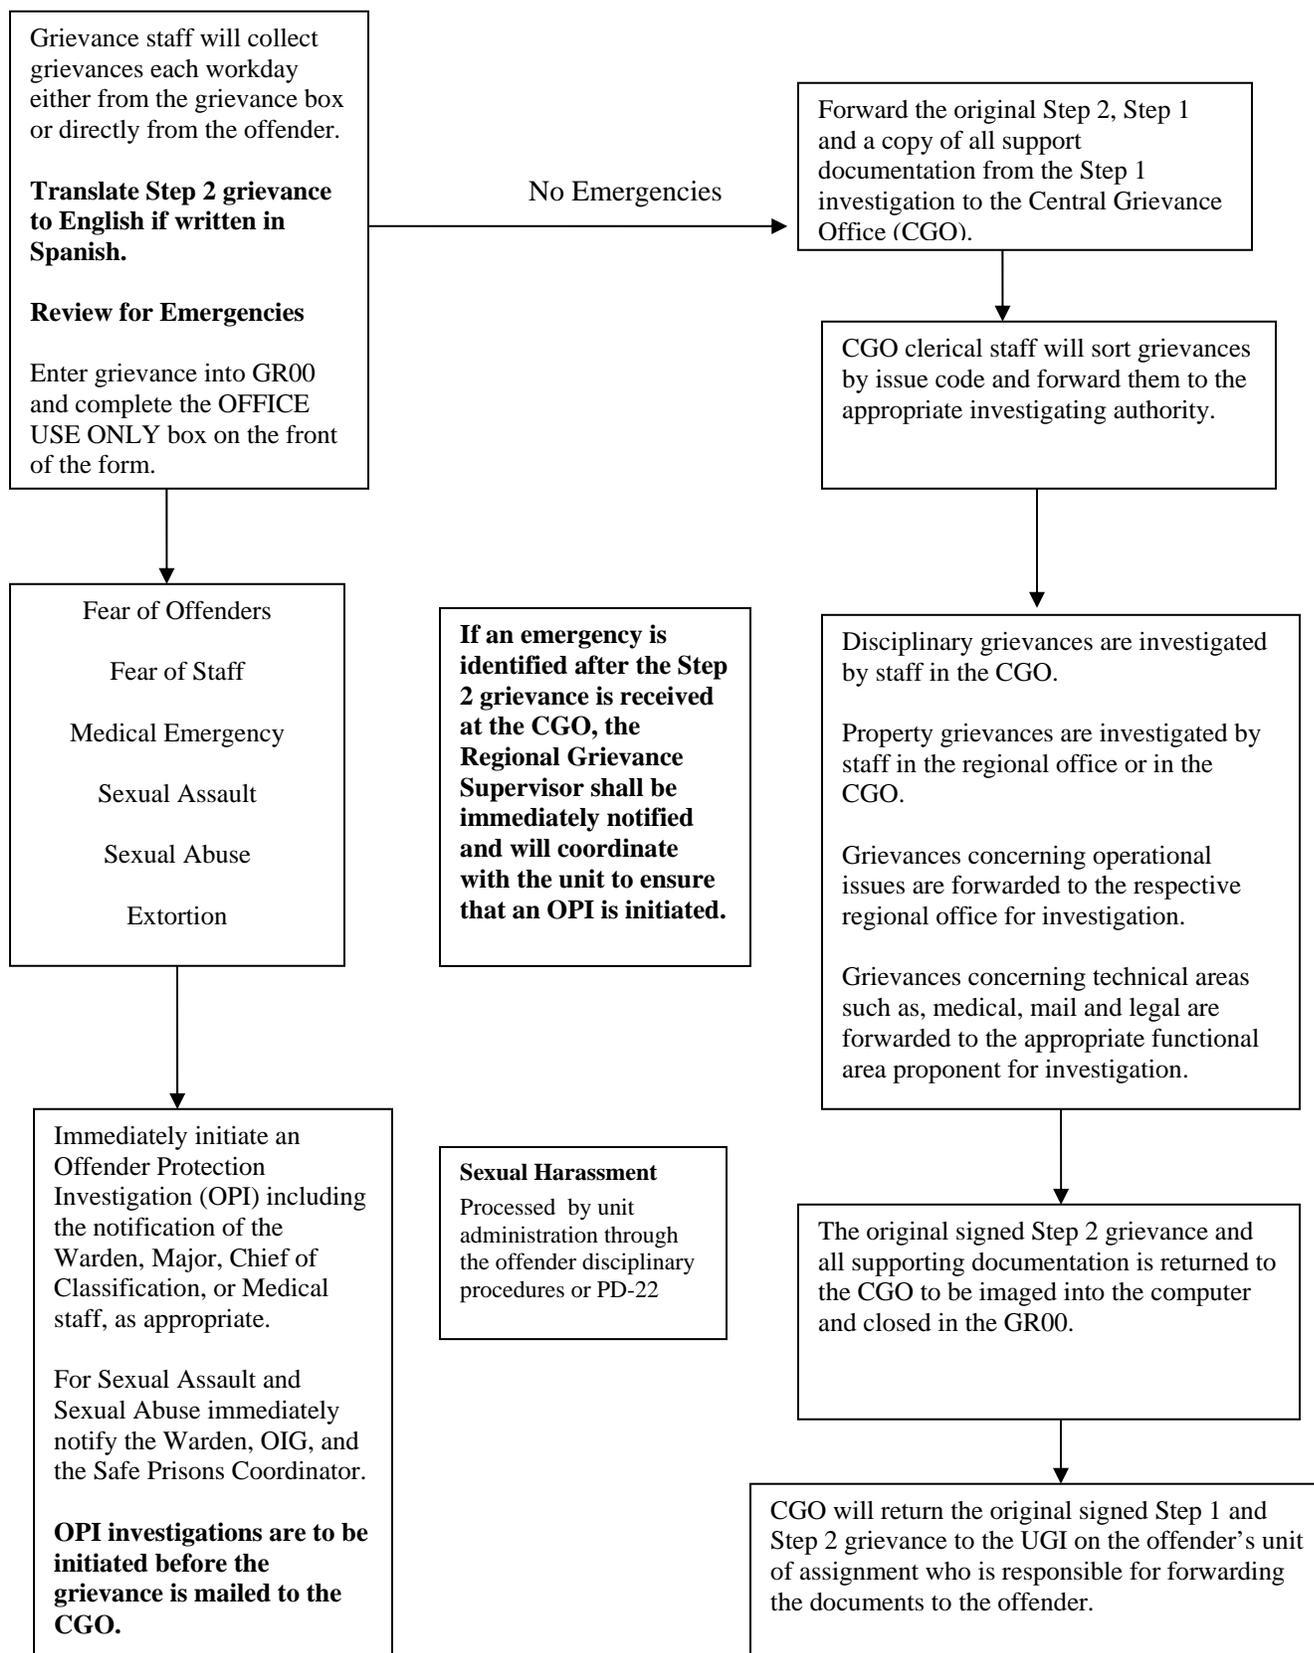 Grievance staff will collect
grievances each workday
either from the grievance box
or directly from the offender.
Translate Step 2 grievance
to English if written in
Spanish.
Review for Emergencies
Enter grievance into GR00
and complete the OFFICE
USE ONLY box on the front
of the form.
No Emergencies
Forward the original Step 2, Step 1
and a copy of all support
documentation from the Step 1
investigation to the Central Grievance
Office (CGO).
CGO clerical staff will sort grievances
by issue code and forward them to the
appropriate investigating authority.
Fear of Offenders
Fear of Staff
Medical Emergency
Sexual Assault
Sexual Abuse
Extortion
If an emergency is
identified after the Step
2 grievance is received
at the CGO, the
Regional Grievance
Supervisor shall be
immediately notified
and will coordinate
with the unit to ensure
that an OPI is initiated.
Disciplinary grievances are investigated
by staff in the CGO.
Property grievances are investigated by
staff in the regional office or in the
CGO.
Grievances concerning operational
issues are forwarded to the respective
regional office for investigation.
Grievances concerning technical areas
such as, medical, mail and legal are
forwarded to the appropriate functional
area proponent for investigation.
Immediately initiate an
Offender Protection
Investigation (OPI) including
the notification of the
Warden, Major, Chief of
Classification, or Medical
staff, as appropriate.
For Sexual Assault and
Sexual Abuse immediately
notify the Warden, OIG, and
the Safe Prisons Coordinator.
OPI investigations are to be
initiated before the
grievance is mailed to the
CGO.
Sexual Harassment
Processed by unit
administration through
the offender disciplinary
procedures or PD-22
The original signed Step 2 grievance and
all supporting documentation is returned to
the CGO to be imaged into the computer
and closed in the GR00.
CGO will return the original signed Step 1 and
Step 2 grievance to the UGI on the offender's unit
of assignment who is responsible for forwarding
the documents to the offender.